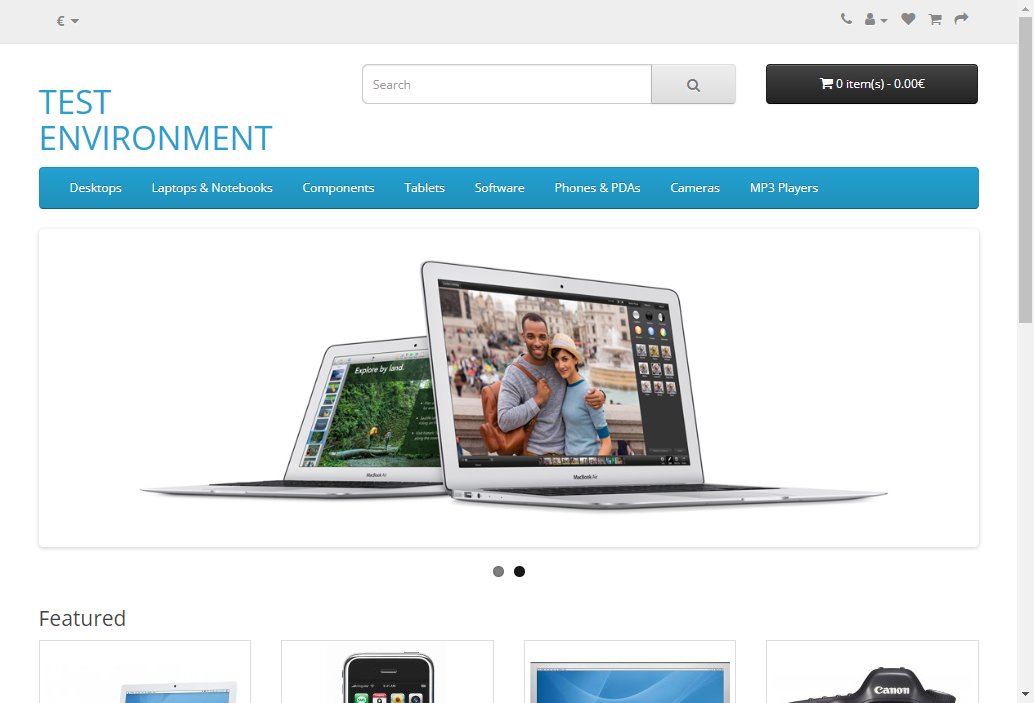 €
Search
0 item(s) - 0.00€
TEST
ENVIRONMENT
Desktops
Laptops & Notebooks
Components
Tablets
Software
Phones & PDAs
Cameras
MP3 Players
Explore by land.
MacBook Air
MacBook Air
Featured
Canon